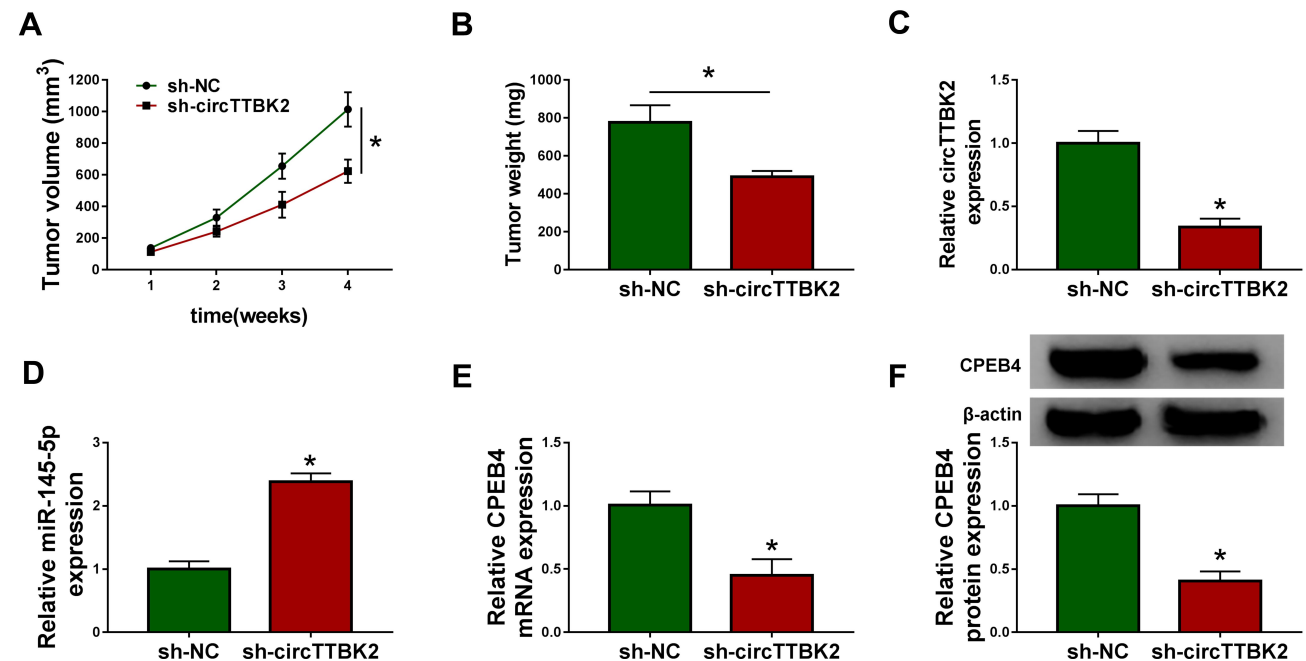 A
Tumor volume (mm3)
1200
1000
800
600
400
200
0
sh-NC
sh-circTTBK2
*
1 2 3 4
time(weeks)
B
Tumor weight (mg)
1000
800
600
400
200
0
*
sh-NC sh-circTTBK2
C
Relative circTTBK2
expression
1.5
1.0
0.5
0.0
*
sh-NC sh-circTTBK2
D
Relative miR-145-5p
expression
3
2
1
0
*
sh-NC sh-circTTBK2
E
Relative CPEB4
mRNA expression
1.5
1.0
0.5
0.0
*
sh-NC sh-circTTBK2
F
CPEB4
β-actin
Relative CPEB4
protein expression
1.5
1.0
0.5
0.0
*
sh-NC sh-circTTBK2